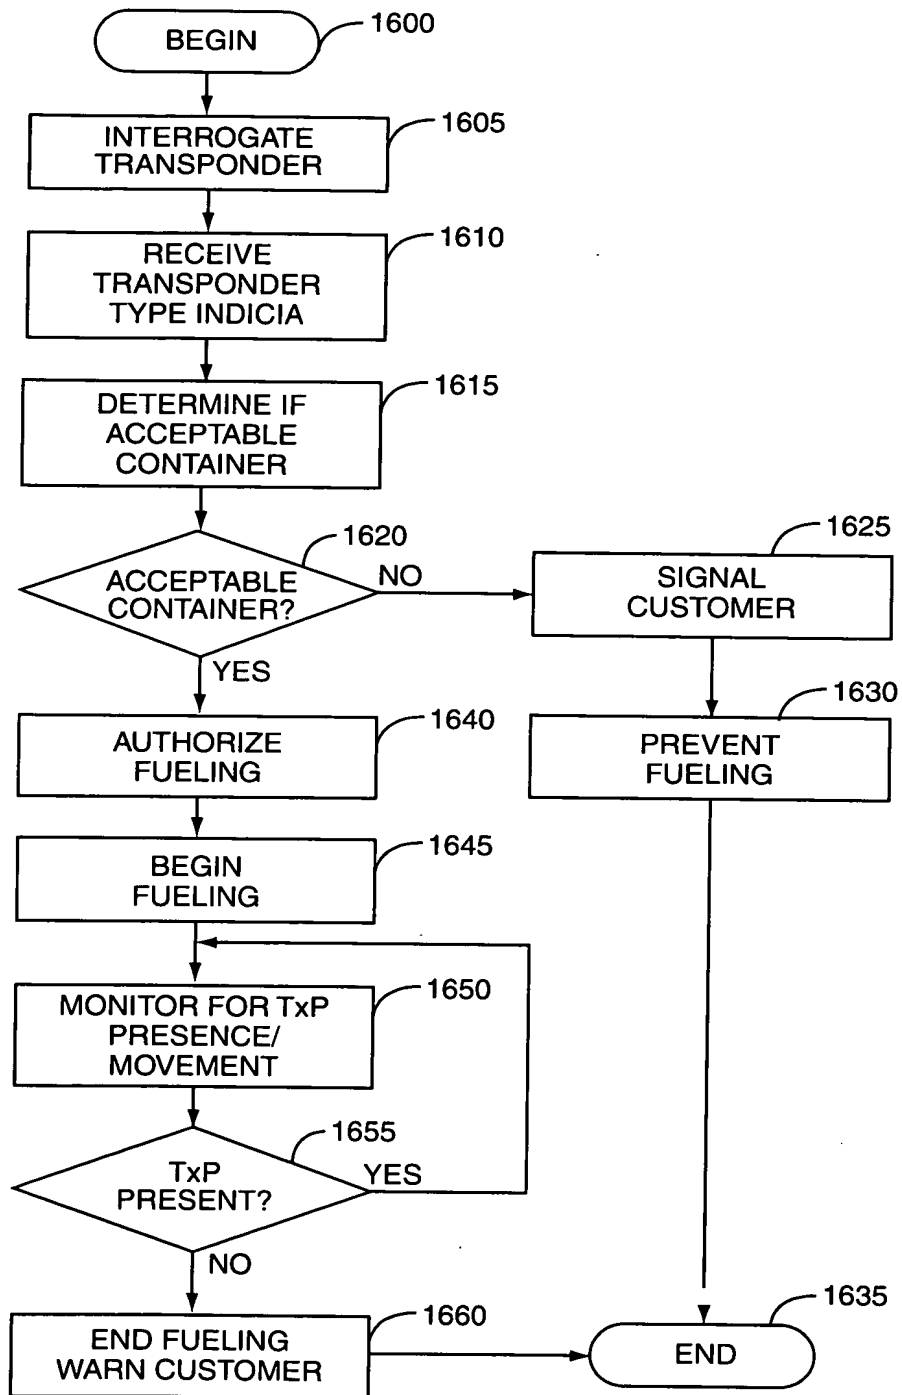 BEGIN
1600
INTERROGATE
TRANSPONDER
1605
RECEIVE
TRANSPONDER
TYPE INDICIA
1610
DETERMINE IF
ACCEPTABLE
CONTAINER
1615
ACCEPTABLE
CONTAINER?
1620
NO
YES
SIGNAL
CUSTOMER
1625
PREVENT
FUELING
1630
AUTHORIZE
FUELING
1640
BEGIN
FUELING
1645
MONITOR FOR TxP
PRESENCE/
MOVEMENT
1650
TxP
PRESENT?
1655
YES
NO
END FUELING
WARN CUSTOMER
1660
END
1635